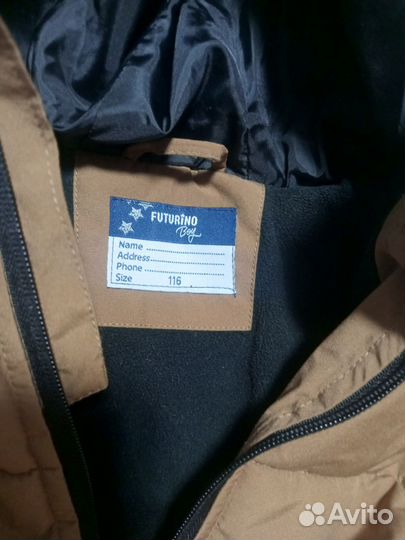 FUTURINO
Boy
Name ..............................
Address..........................
Phone ............................
Size 116
Avito